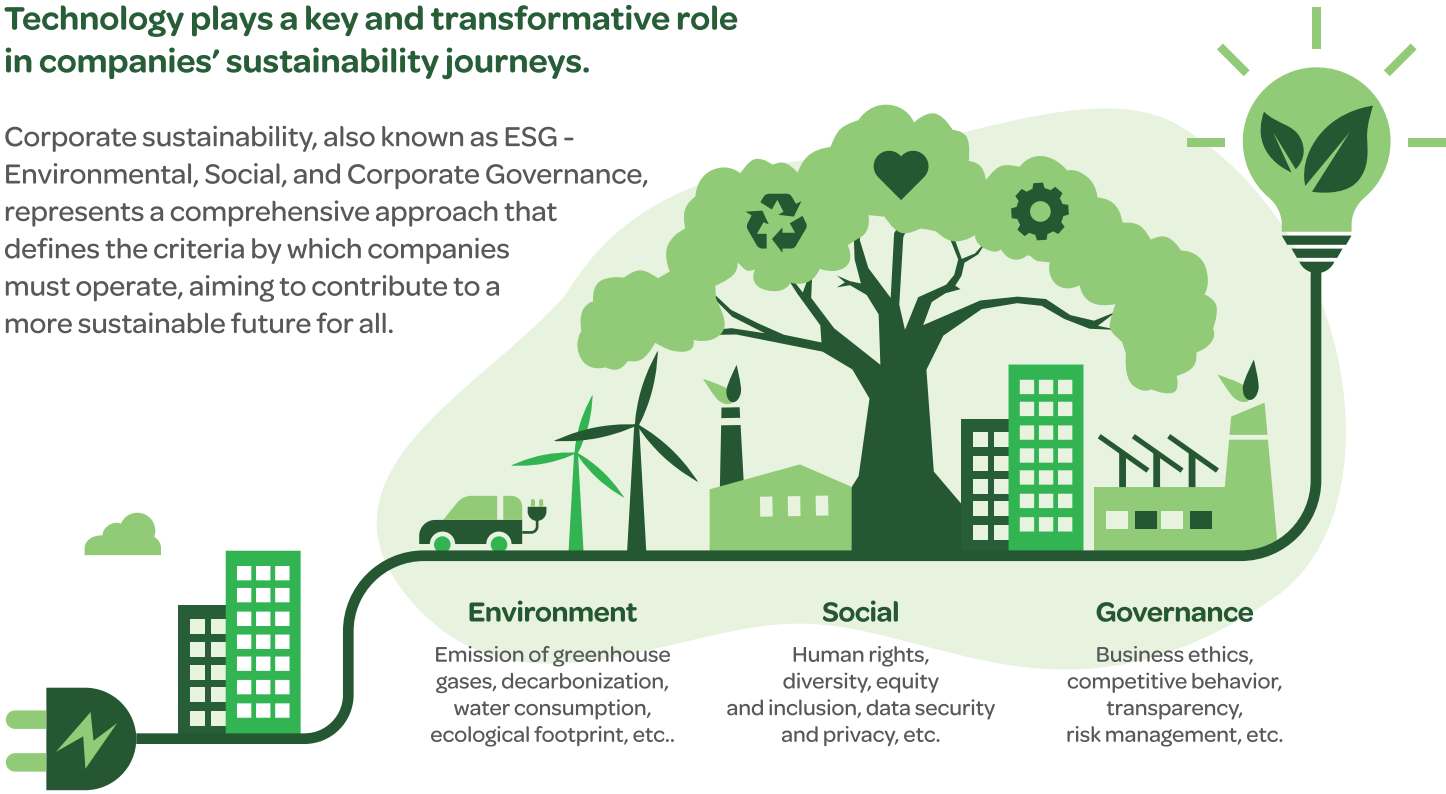 Technology plays a key and transformative role
in companies’ sustainability journeys.
Corporate sustainability, also known as ESG -
Environmental, Social, and Corporate Governance,
represents a comprehensive approach that
defines the criteria by which companies
must operate, aiming to contribute to a
more sustainable future for all.
Environment
Emission of greenhouse
gases, decarbonization,
water consumption,
ecological footprint, etc..
Social
Human rights,
diversity, equity
and inclusion, data security
and privacy, etc.
Governance
Business ethics,
competitive behavior,
transparency,
risk management, etc.